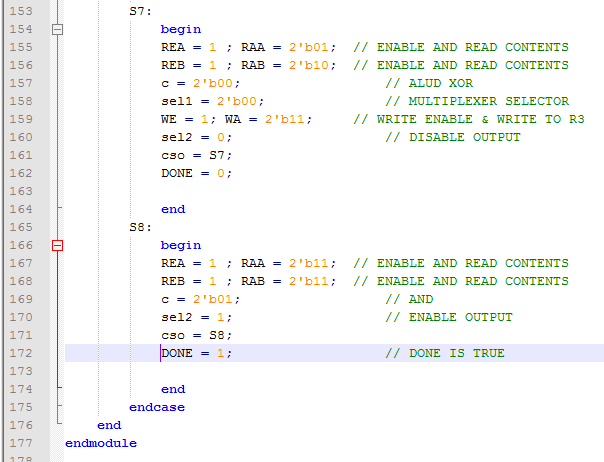 153 S7:
154 begin
155 REA = 1 ; RAA = 2'b01; // ENABLE AND READ CONTENTS
156 REB = 1 ; RAB = 2'b10; // ENABLE AND READ CONTENTS
157 c = 2'b00; // ALUD XOR
158 sel1 = 2'b00; // MULTIPLEXER SELECTOR
159 WE = 1; WA = 2'b11; // WRITE ENABLE & WRITE TO R3
160 sel2 = 0; // DISABLE OUTPUT
161 cso = S7;
162 DONE = 0;
163
164 end
165 S8:
166 begin
167 REA = 1 ; RAA = 2'b11; // ENABLE AND READ CONTENTS
168 REB = 1 ; RAB = 2'b11; // ENABLE AND READ CONTENTS
169 c = 2'b01; // AND
170 sel2 = 1; // ENABLE OUTPUT
171 cso = S8;
172 DONE = 1; // DONE IS TRUE
173
174 end
175 endcase
176 end
177 endmodule
178